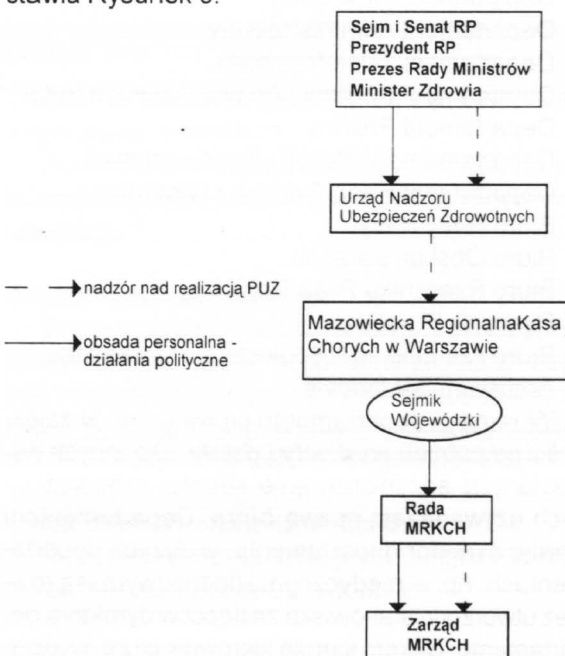 stawia Rysunek 3.
Sejm i Senat RP
Prezydent RP
Prezes Rady Ministrów
Minister Zdrowia
Urząd Nadzoru
Ubezpieczeń Zdrowotnych
nadzór nad realizacją PUZ
obsada personalna -
działania polityczne
Mazowiecka RegionalnaKasa
Chorych w Warszawie
Sejmik
Wojewódzki
Rada
MRKCH
Zarząd
MRKCH